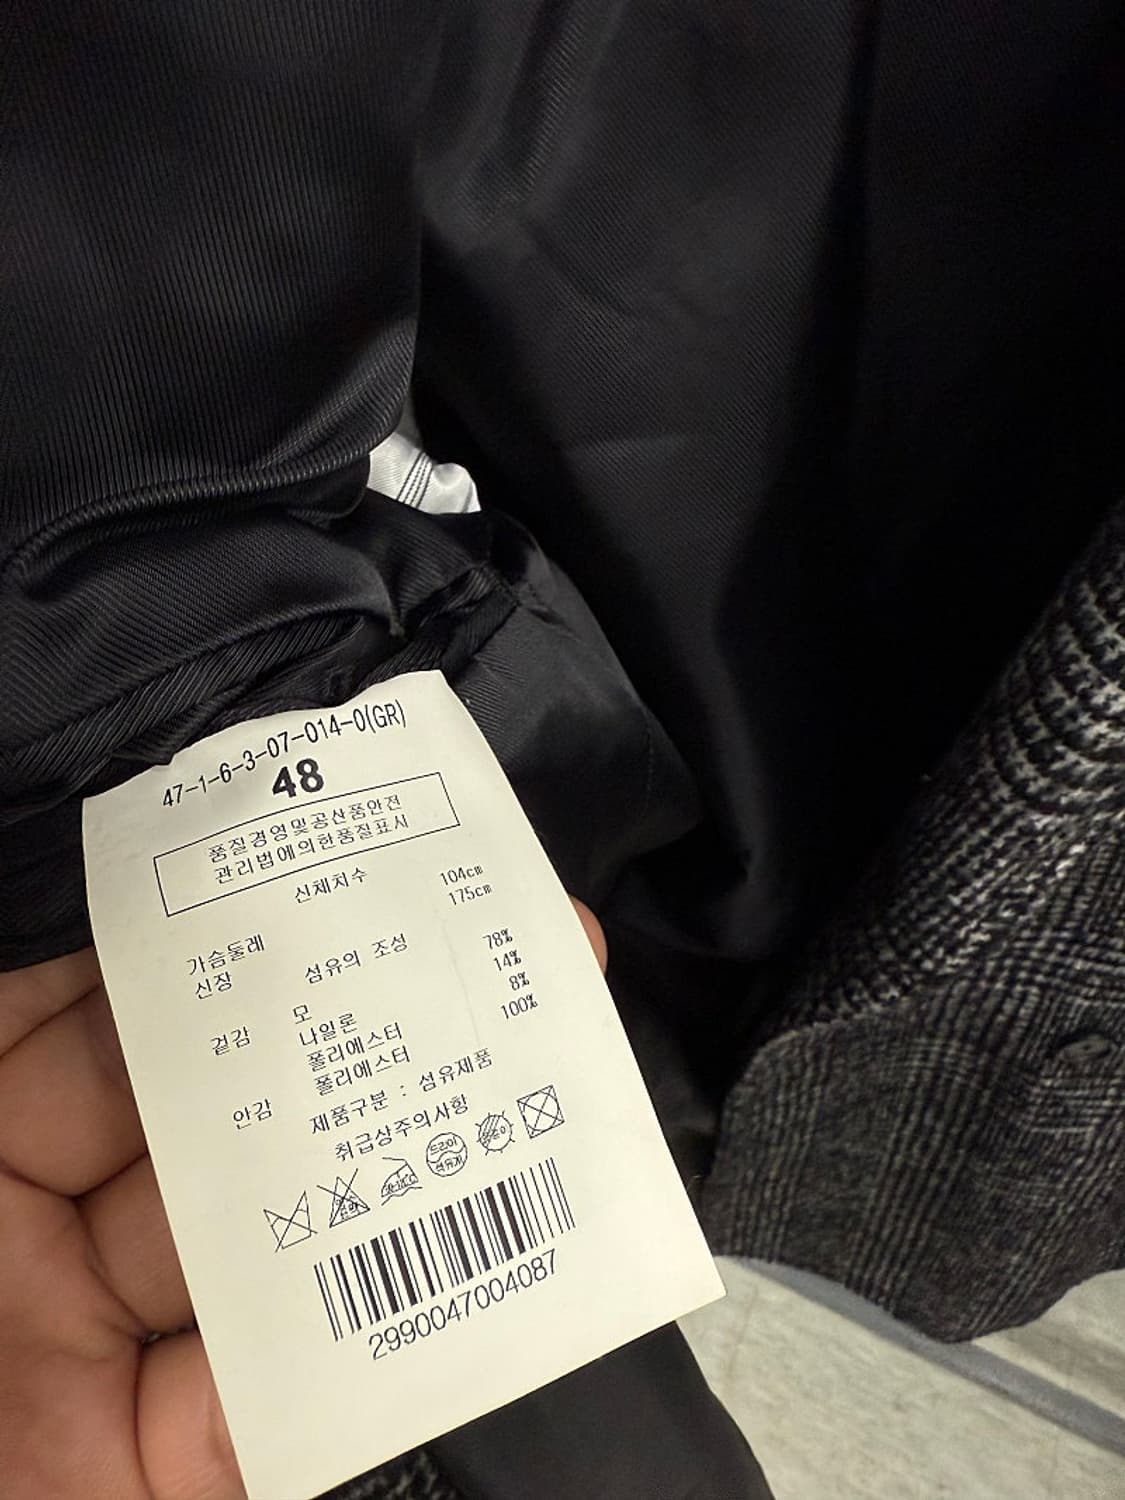 47-1-6-3-07-014-0(GR)
48
품질경영및공산품안전
관리법에의한품질표시
신체치수
가슴둘레 104cm
신장 175cm
섬유의 조성
겉감 모 78%
나일론 14%
폴리에스터 8%
안감 폴리에스터 100%
제품구분 : 섬유제품
취급상주의사항
드라이
석유계
2990047004087